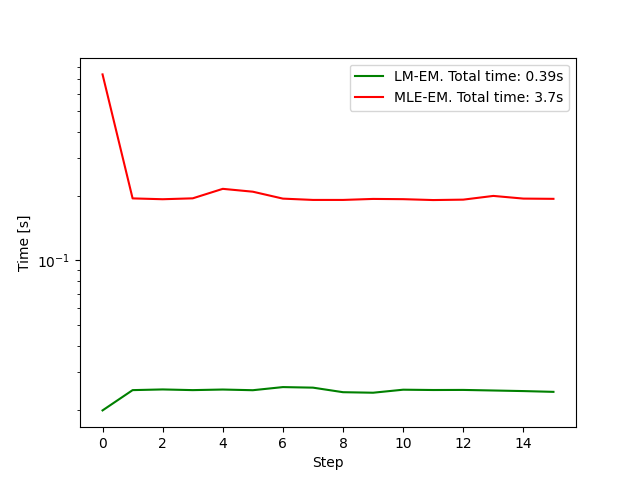 LM-EM. Total time: 0.39s
MLE-EM. Total time: 3.7s
Time [s]
10⁻¹
0 2 4 6 8 10 12 14
Step